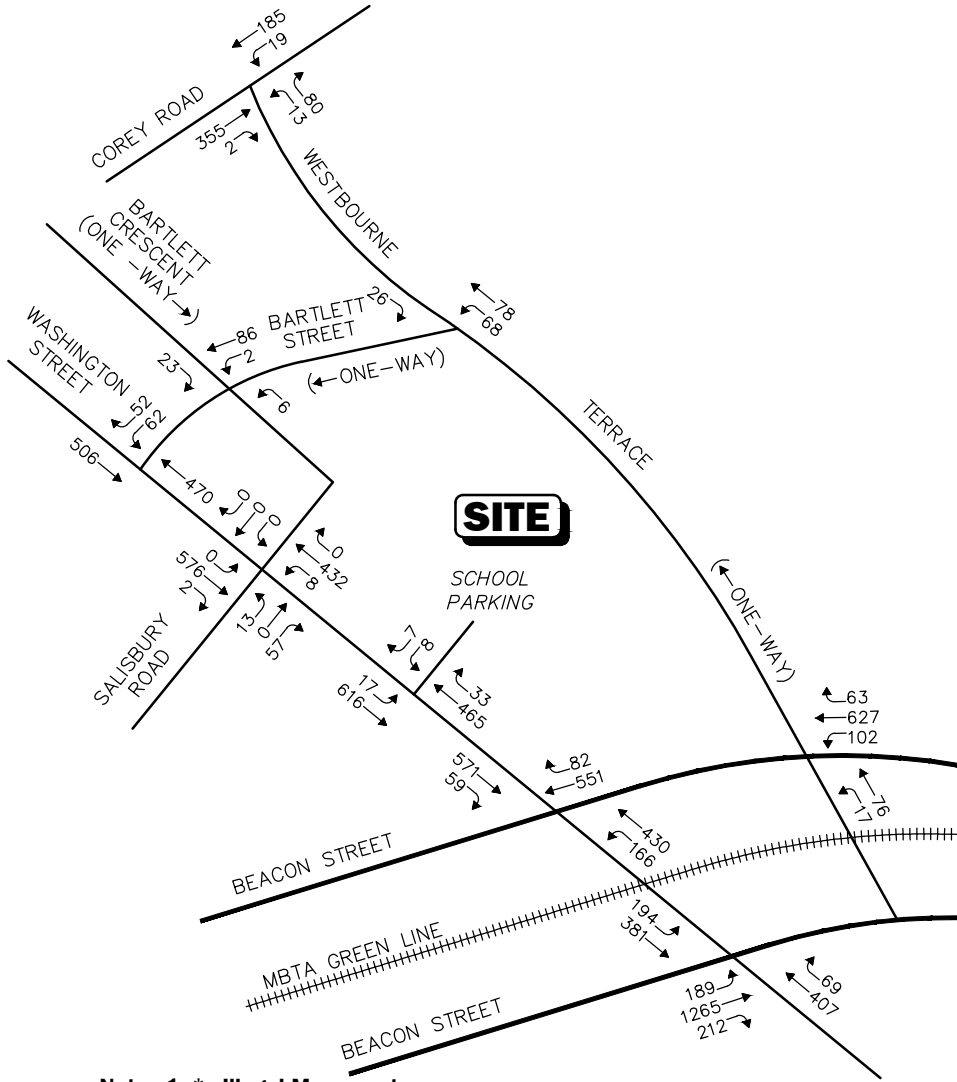 185
19
80
13
355
2
COREY ROAD
WESTBOURNE
BARTLETT
CRESCENT
(ONE -WAY→)
26
78
68
86
2
BARTLETT
STREET
(←ONE-WAY)
WASHINGTON
STREET
23
6
52
62
506
470
0
0
0
0
432
8
0
576
2
13
0
57
SALISBURY
ROAD
TERRACE
SITE
SCHOOL
PARKING
7
8
33
465
17
616
(←ONE-WAY)
63
627
102
76
17
571
59
82
551
430
166
BEACON STREET
194
381
MBTA GREEN LINE
189
1265
212
69
407
BEACON STREET